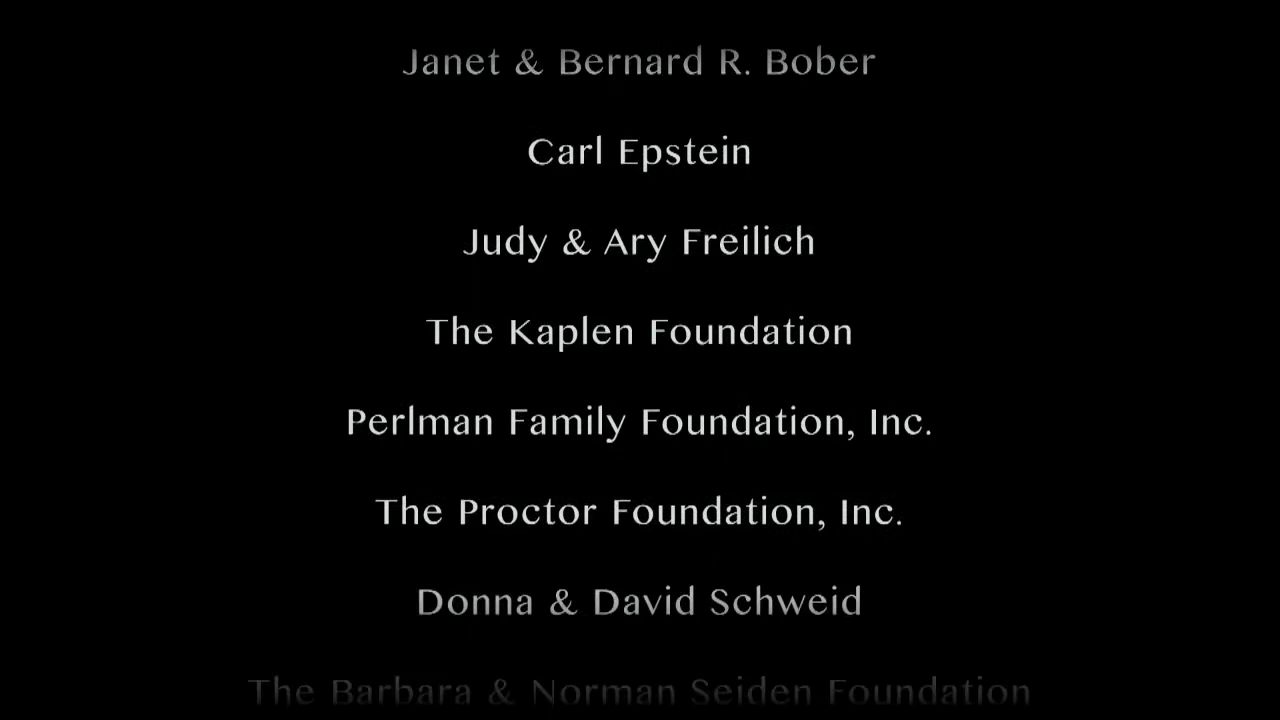 Janet & Bernard R. Bober
Carl Epstein
Judy & Ary Freilich
The Kaplen Foundation
Perlman Family Foundation, Inc.
The Proctor Foundation, Inc.
Donna & David Schweid
The Barbara & Norman Seiden Foundation